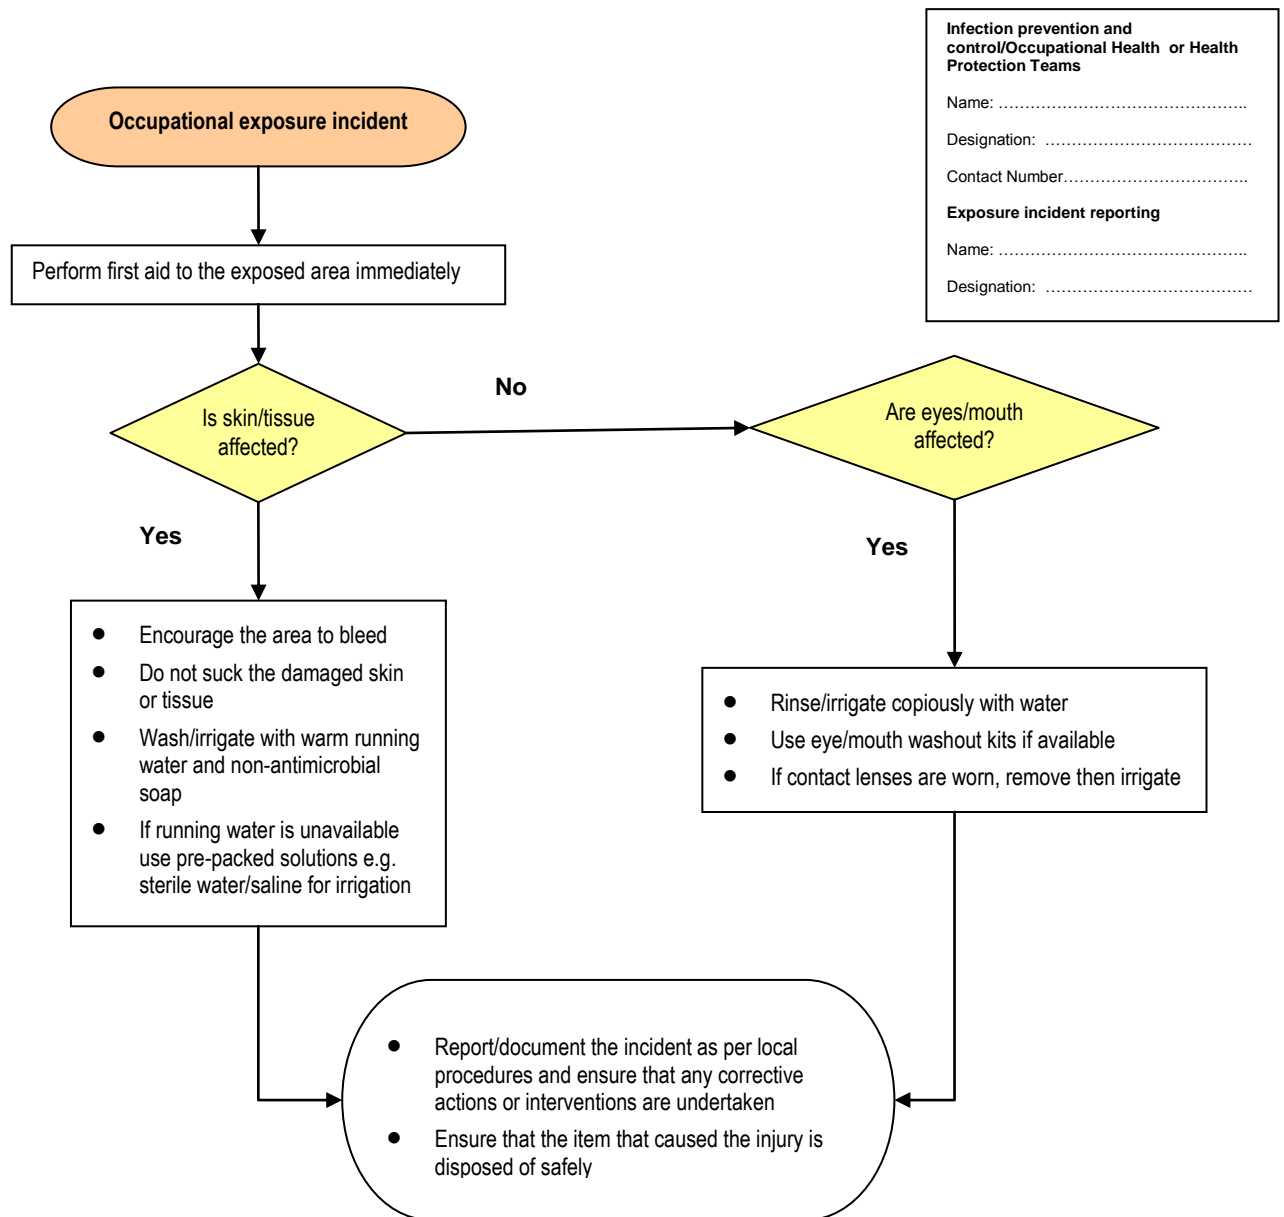 Infection prevention and
control/Occupational Health or Health
Protection Teams
Name: ………………………………………..
Designation: …………………………………
Contact Number……………………………..
Exposure incident reporting
Name: ………………………………………..
Designation: …………………………………
Occupational exposure incident
Perform first aid to the exposed area immediately
Is skin/tissue
affected?
No
Are eyes/mouth
affected?
Yes
● Encourage the area to bleed
● Do not suck the damaged skin
or tissue
● Wash/irrigate with warm running
water and non-antimicrobial
soap
● If running water is unavailable
use pre-packed solutions e.g.
sterile water/saline for irrigation
Yes
● Rinse/irrigate copiously with water
● Use eye/mouth washout kits if available
● If contact lenses are worn, remove then irrigate
● Report/document the incident as per local
procedures and ensure that any corrective
actions or interventions are undertaken
● Ensure that the item that caused the injury is
disposed of safely